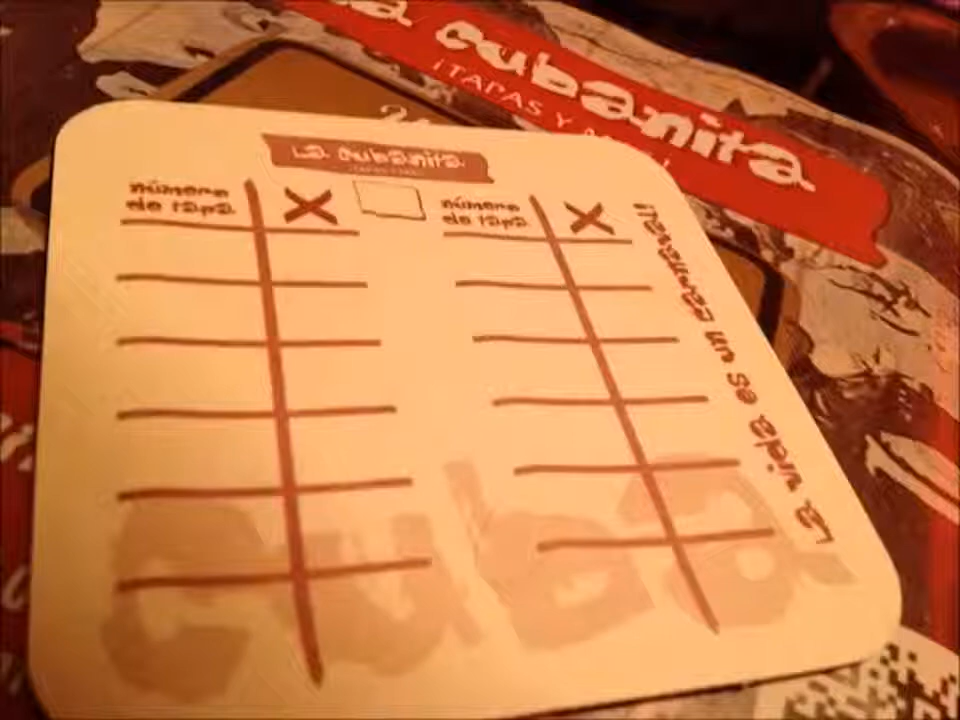 La cubanita
¡TAPAS Y
La cubanita
número
de tapa
X
número
de tapa
X
La vida es un carnaval!
cuba